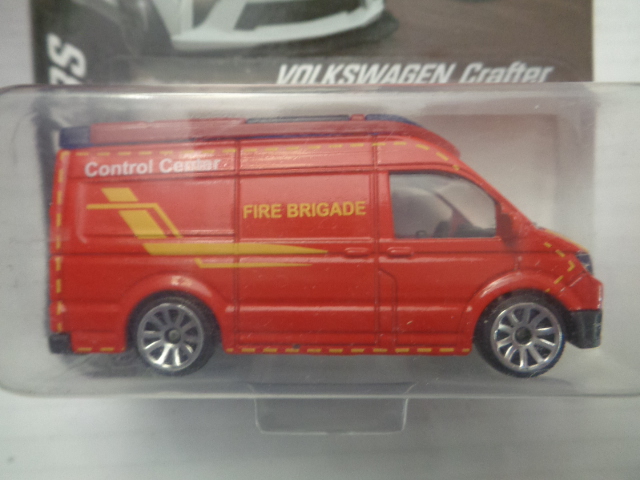 VOLKSWAGEN Crafter
Control Center
FIRE BRIGADE